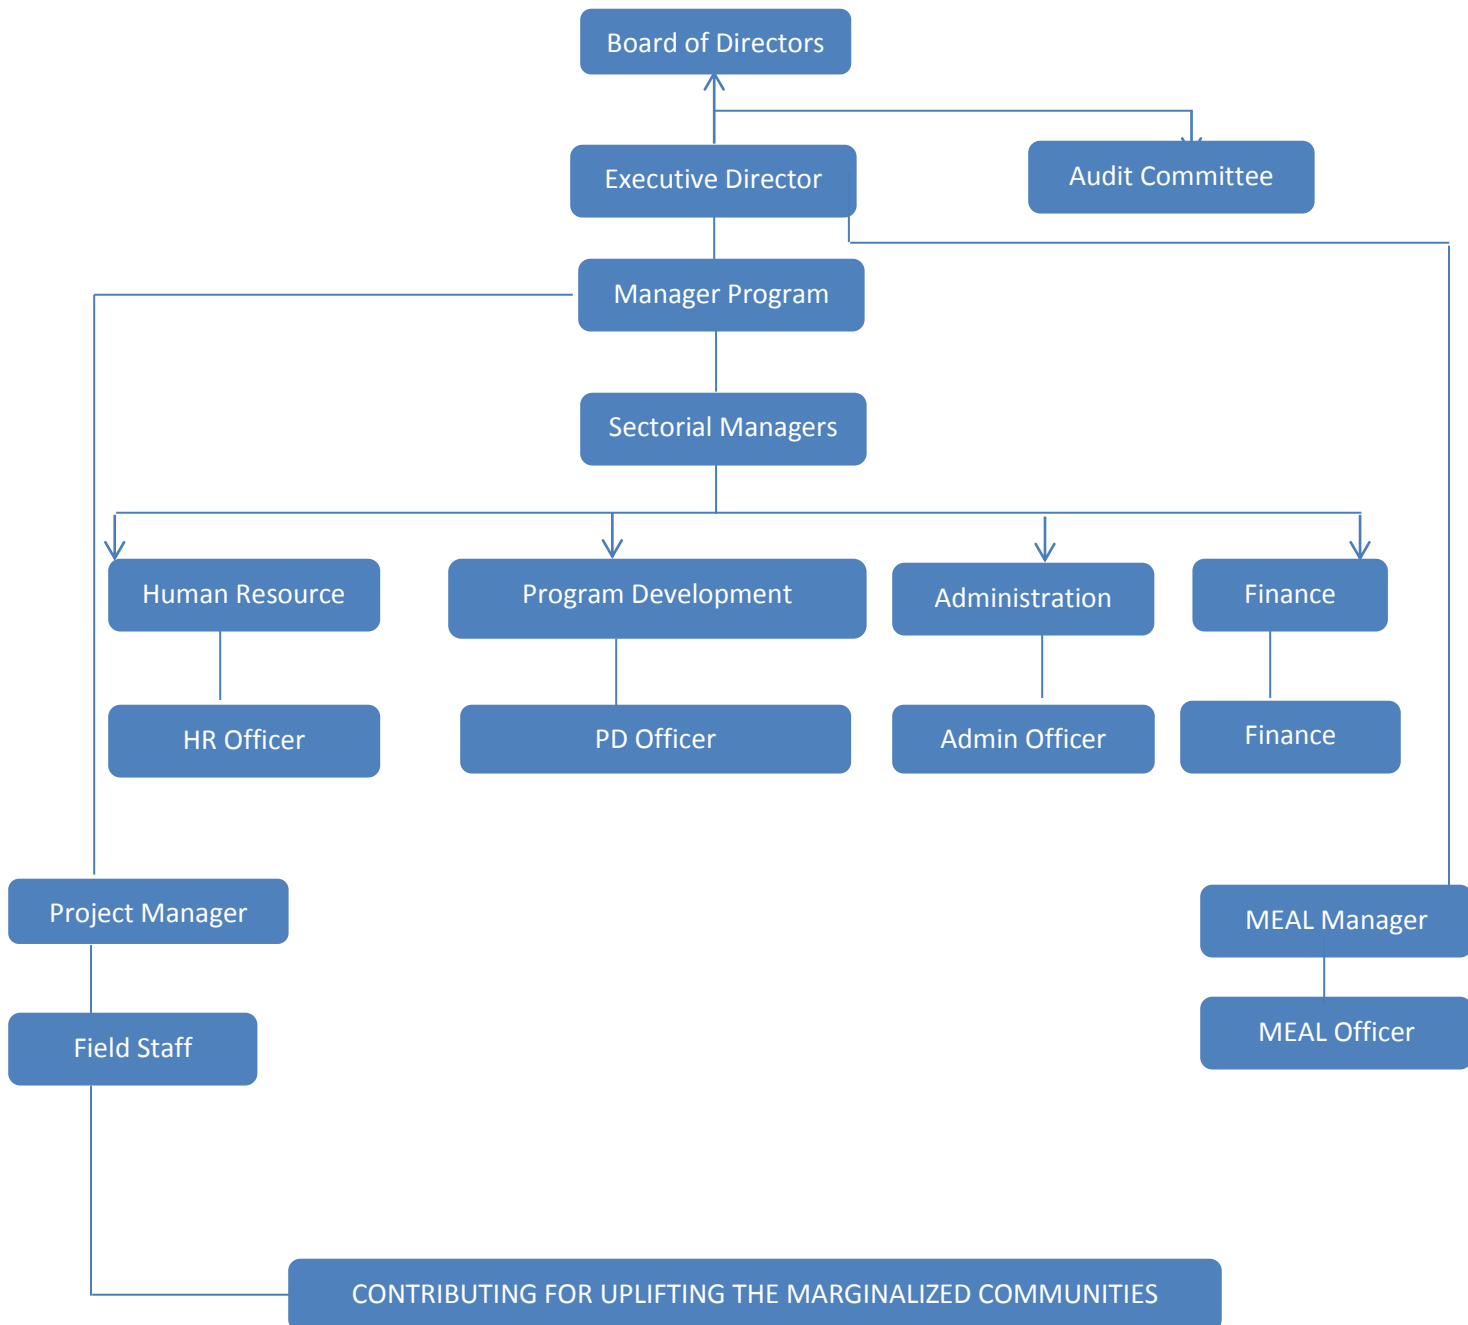 Board of Directors
Executive Director
Audit Committee
Manager Program
Sectorial Managers
Human Resource
Program Development
Administration
Finance
HR Officer
PD Officer
Admin Officer
Finance
Project Manager
MEAL Manager
Field Staff
MEAL Officer
CONTRIBUTING FOR UPLIFTING THE MARGINALIZED COMMUNITIES